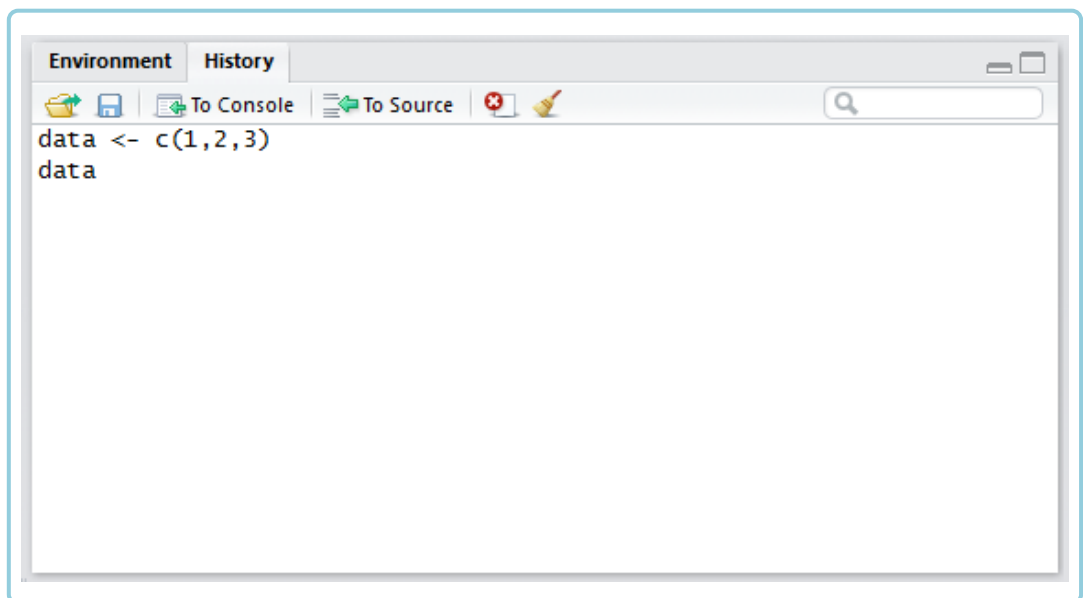 Environment History
To Console To Source
data <- c(1,2,3)
data